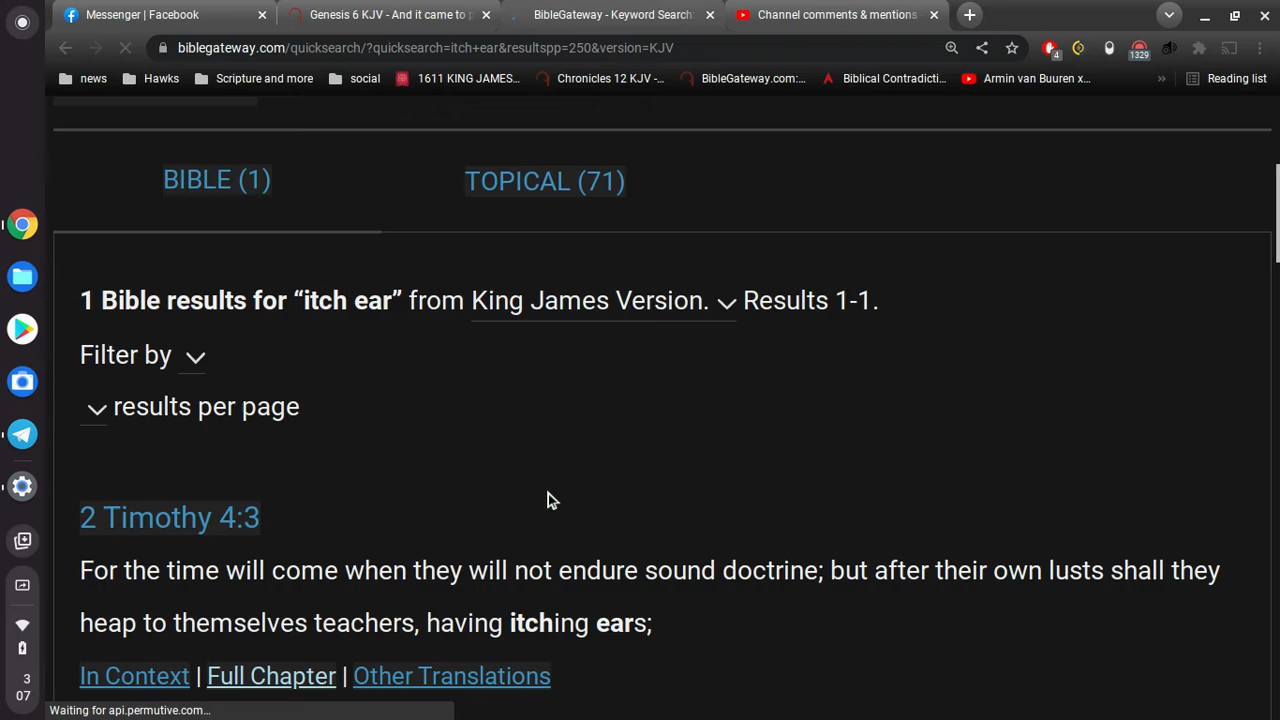 Messenger | Facebook
Genesis 6 KJV - And it came to p
BibleGateway - Keyword Search:
Channel comments & mentions -
biblegateway.com/quicksearch/?quicksearch=itch+ear&resultspp=250&version=KJV
4
1329
news
Hawks
Scripture and more
social
1611 KING JAMES...
Chronicles 12 KJV -...
BibleGateway.com:...
Biblical Contradicti...
Armin van Buuren x...
»
Reading list
BIBLE (1)
TOPICAL (71)
1 Bible results for “itch ear” from King James Version. Results 1-1.
Filter by
results per page
2 Timothy 4:3
For the time will come when they will not endure sound doctrine; but after their own lusts shall they
heap to themselves teachers, having itching ears;
In Context | Full Chapter | Other Translations
3
07
Waiting for api.permutive.com...